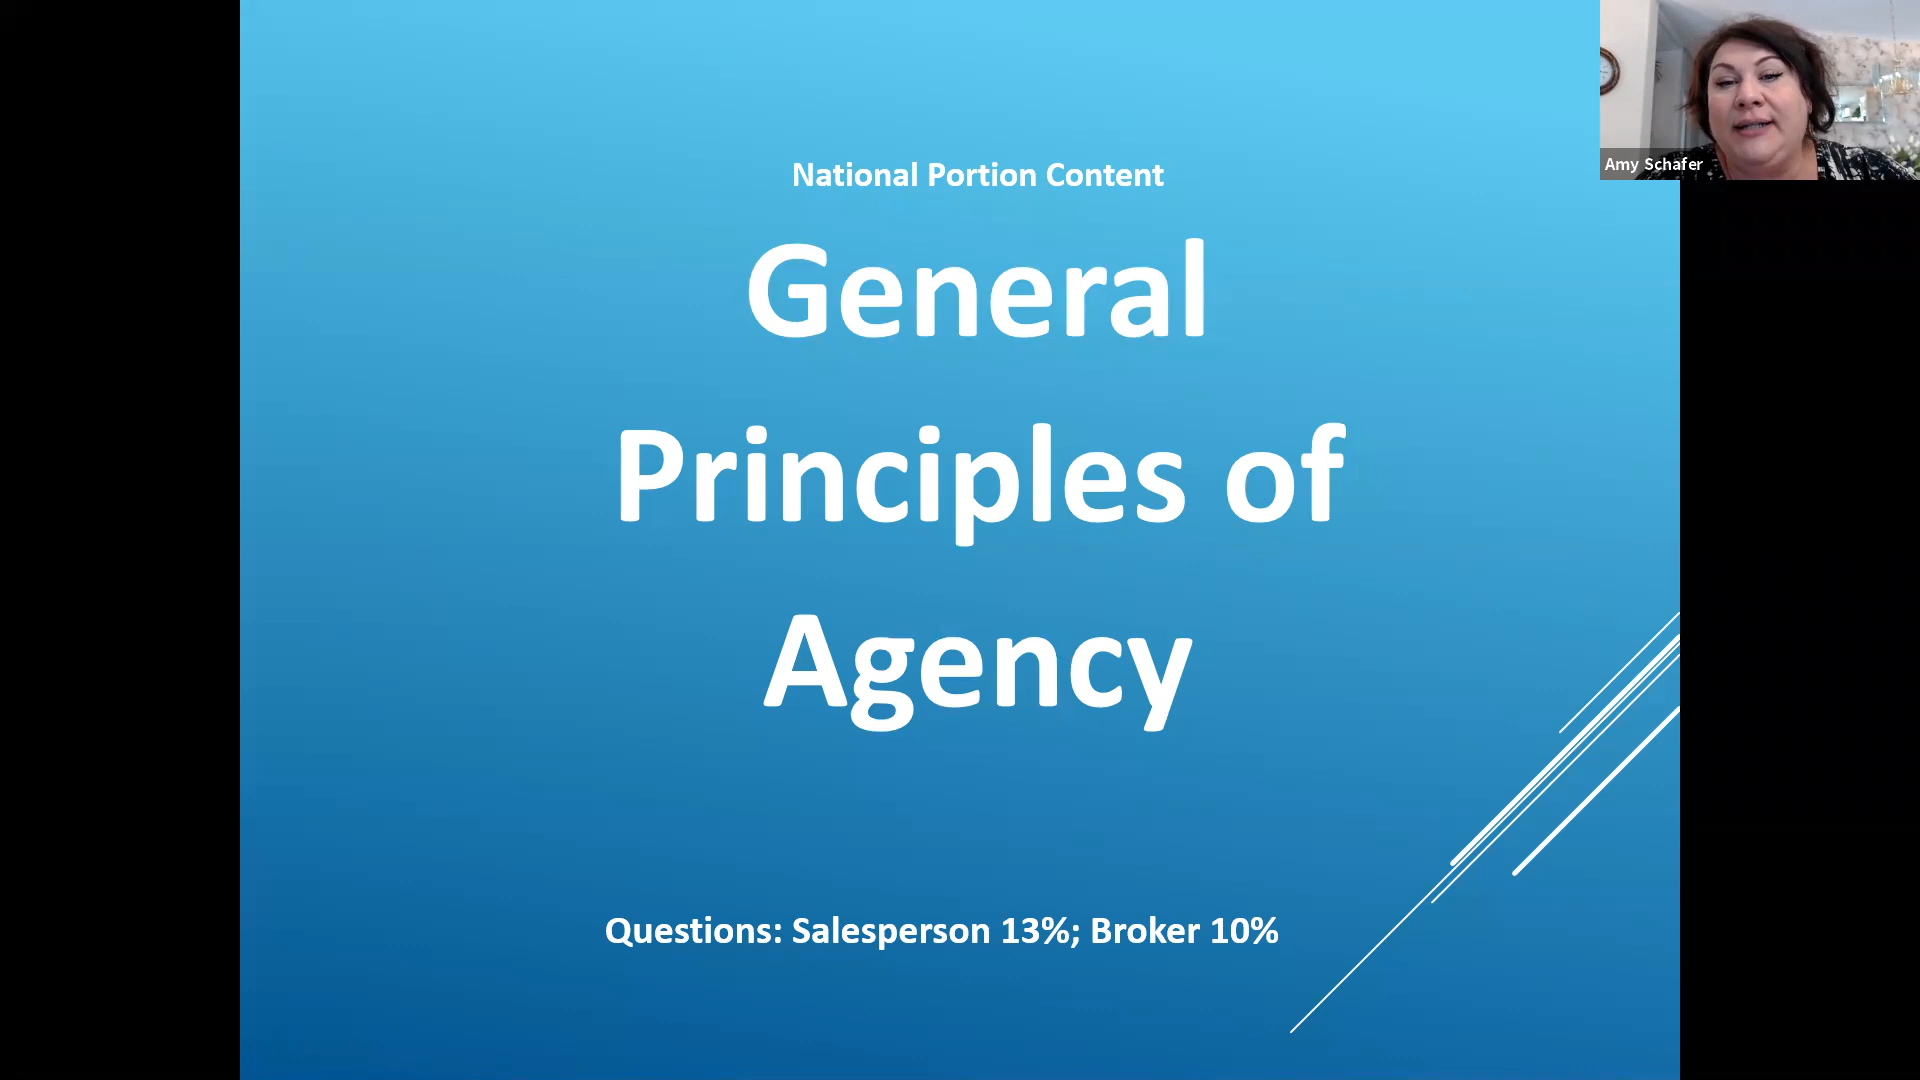 National Portion Content
General
Principles of
Agency
Questions: Salesperson 13%; Broker 10%
Amy Schafer